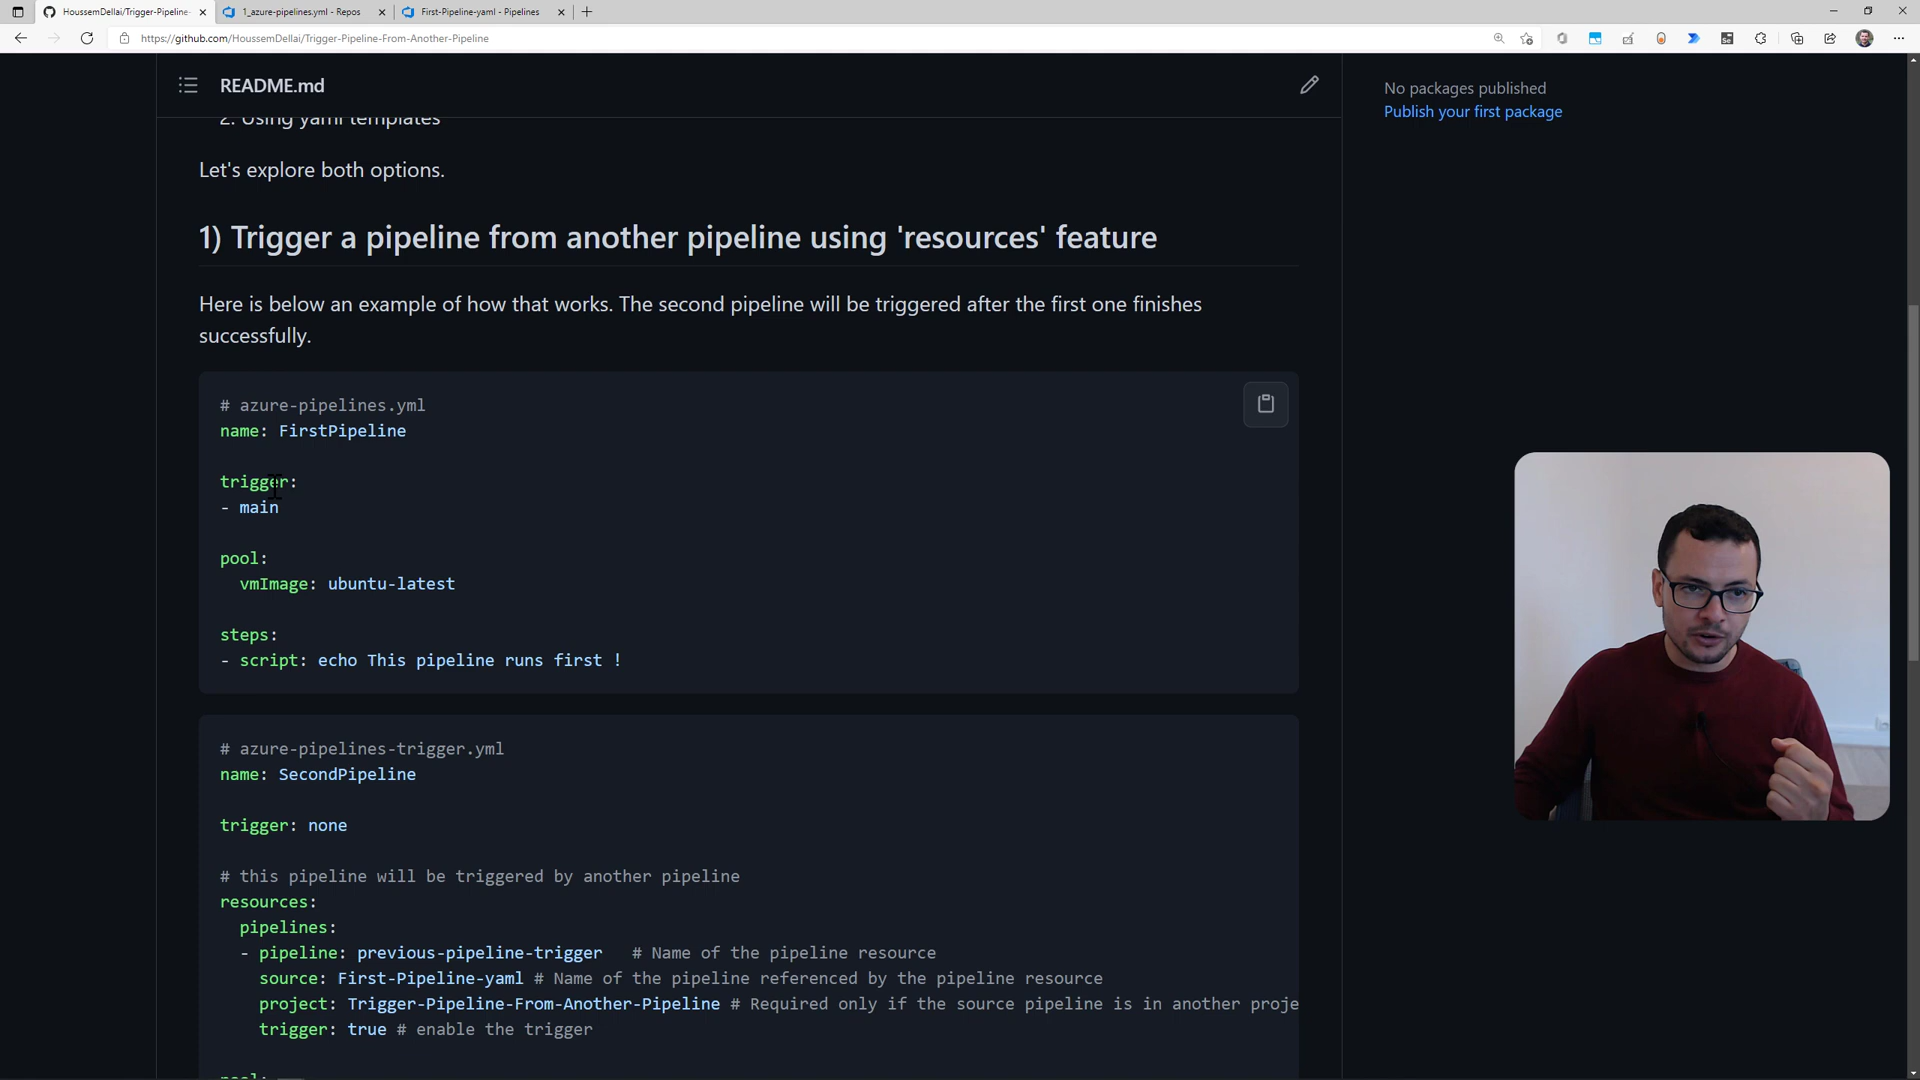 HoussemDellai/Trigger-Pipeline-
1_azure-pipelines.yml - Repos
First-Pipeline-yaml - Pipelines
https://github.com/HoussemDellai/Trigger-Pipeline-From-Another-Pipeline
README.md
No packages published
Publish your first package
2. Using yaml templates
Let's explore both options.
1) Trigger a pipeline from another pipeline using 'resources' feature
Here is below an example of how that works. The second pipeline will be triggered after the first one finishes
successfully.
# azure-pipelines.yml
name: FirstPipeline
trigger:
- main
pool:
vmImage: ubuntu-latest
steps:
- script: echo This pipeline runs first !
# azure-pipelines-trigger.yml
name: SecondPipeline
trigger: none
# this pipeline will be triggered by another pipeline
resources:
pipelines:
- pipeline: previous-pipeline-trigger # Name of the pipeline resource
source: First-Pipeline-yaml # Name of the pipeline referenced by the pipeline resource
project: Trigger-Pipeline-From-Another-Pipeline # Required only if the source pipeline is in another proje
trigger: true # enable the trigger